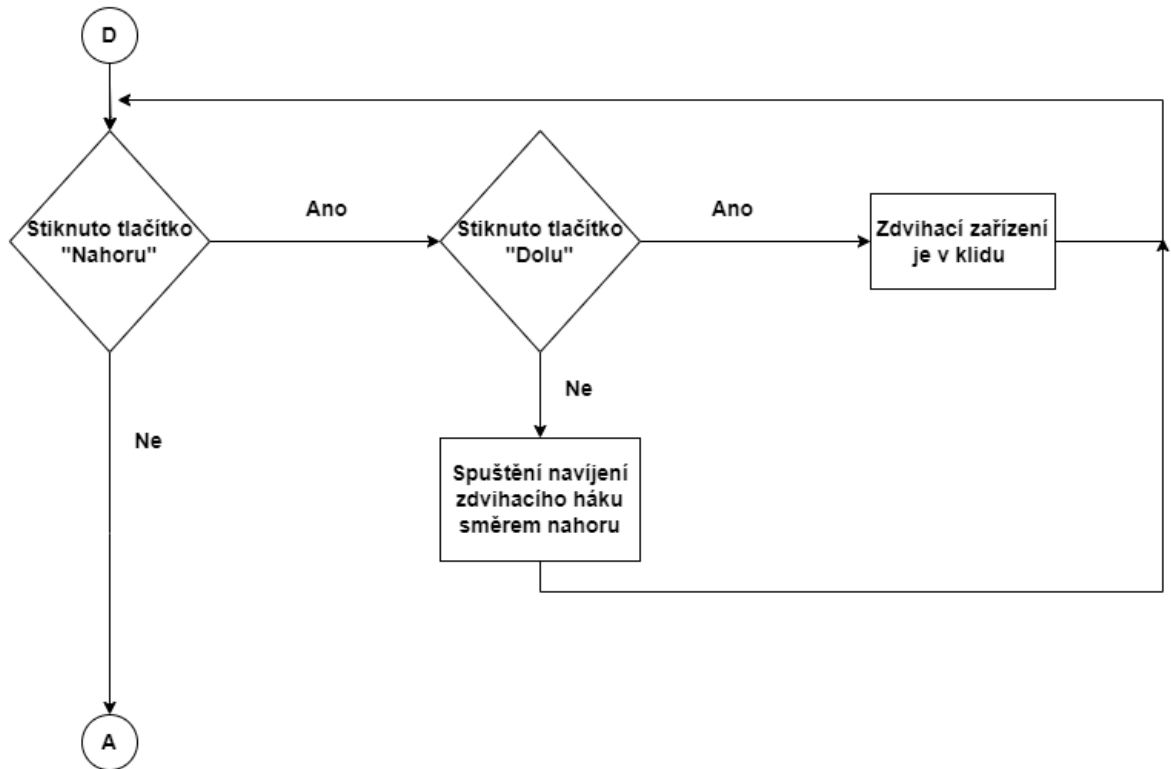 D
Stiknuto tlačítko
"Nahoru"
Ano
Stiknuto tlačítko
"Dolu"
Ano
Zdvihací zařízení
je v klidu
Ne
Ne
Spuštění navíjení
zdvihacího háku
směrem nahoru
A